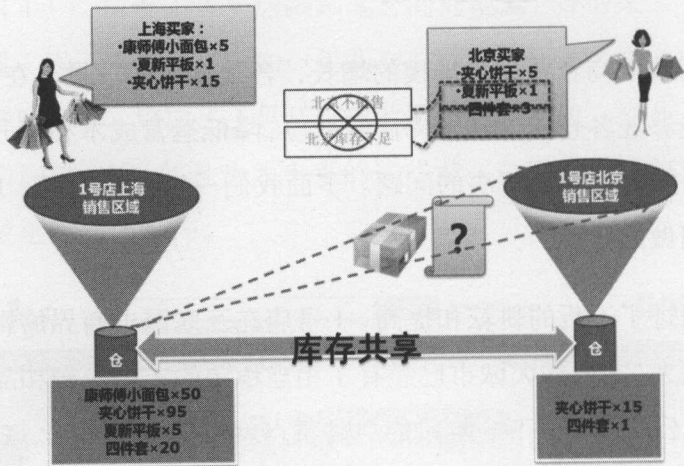 上海买家：
·康师傅小面包×5
·夏新平板×1
·夹心饼干×15
北京买家
·夹心饼干×5
·夏新平板×1
四件套×3
北京不销售
北京库存不足
1号店上海
销售区域
1号店北京
销售区域
?
仓
库存共享
仓
康师傅小面包×50
夹心饼干×95
夏新平板×5
四件套×20
夹心饼干×15
四件套×1